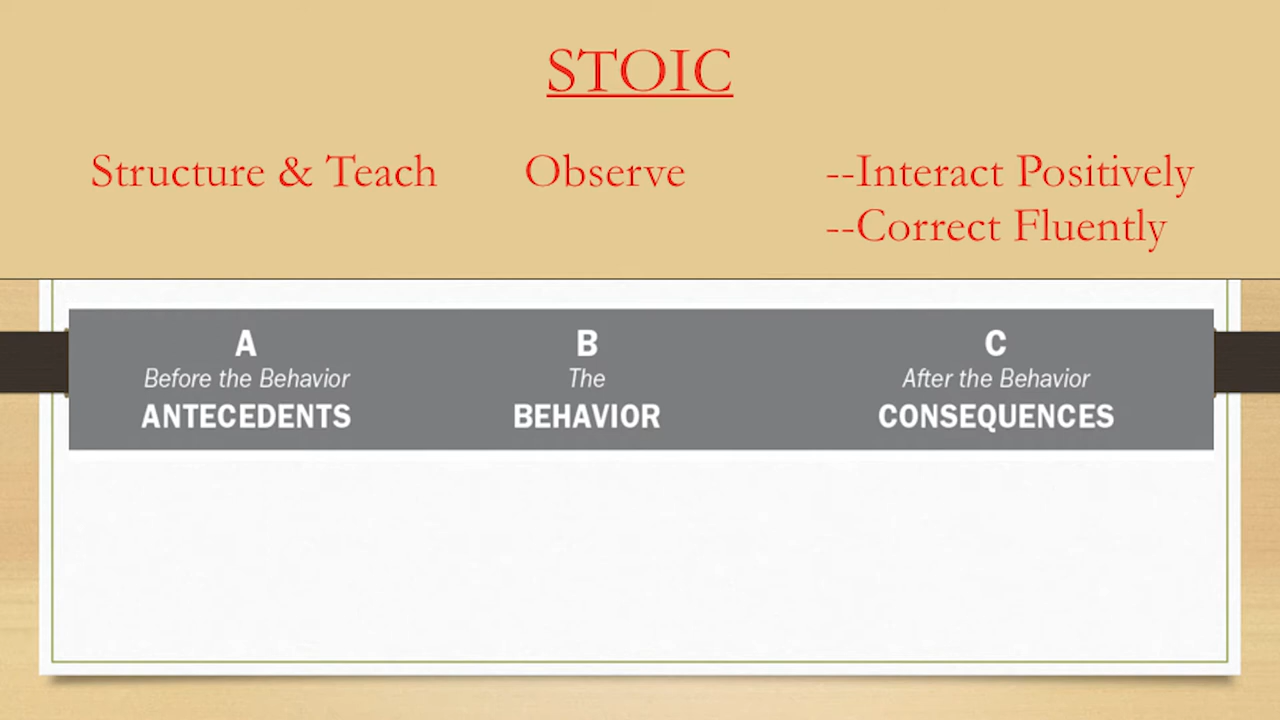 STOIC
Structure & Teach
Observe
--Interact Positively
--Correct Fluently
A
Before the Behavior
ANTECEDENTS
B
The
BEHAVIOR
C
After the Behavior
CONSEQUENCES